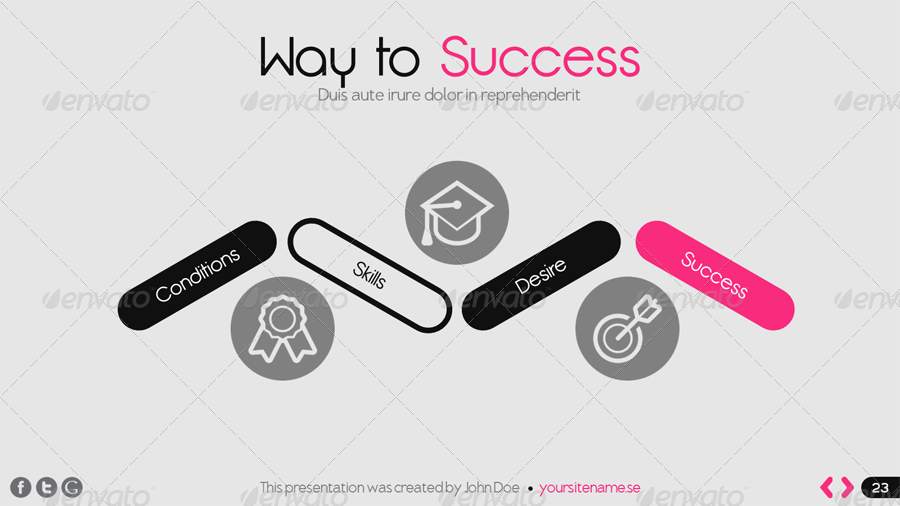 Way to Success
Duis aute irure dolor in reprehenderit
Conditions
Skills
Desire
Success
This presentation was created by John Doe • yoursitename.se
23
envato